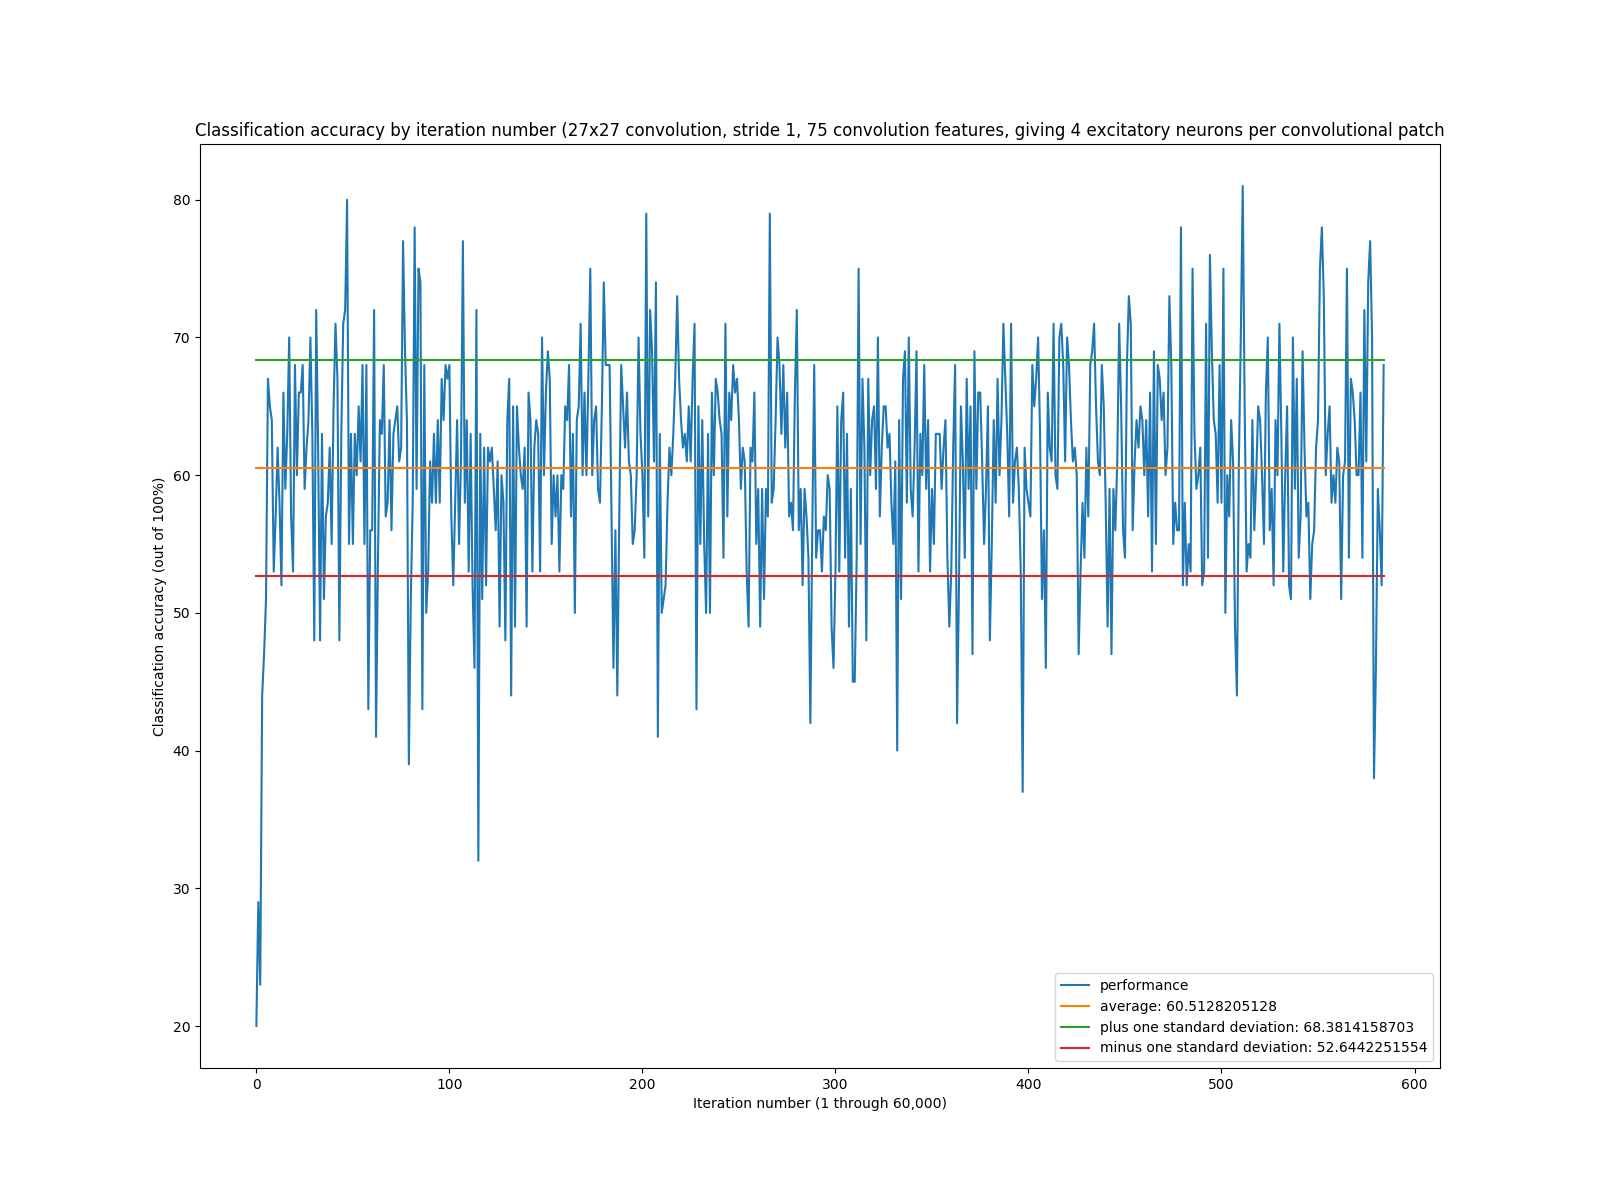 Classification accuracy by iteration number (27x27 convolution, stride 1, 75 convolution features, giving 4 excitatory neurons per convolutional patch
Classification accuracy (out of 100%)
80
70
60
50
40
30
20
performance
average: 60.5128205128
plus one standard deviation: 68.3814158703
minus one standard deviation: 52.6442251554
0
100
200
300
400
500
600
Iteration number (1 through 60,000)